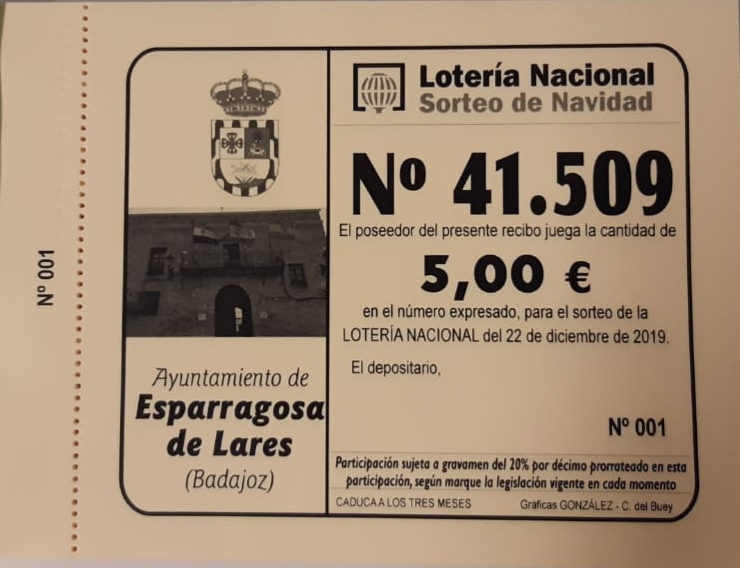 Nº 001
Ayuntamiento de
Esparragosa
de Lares
(Badajoz)
Lotería Nacional
Sorteo de Navidad
Nº 41.509
El poseedor del presente recibo juega la cantidad de
5,00 €
en el número expresado, para el sorteo de la
LOTERÍA NACIONAL del 22 de diciembre de 2019.
El depositario,
Nº 001
Participación sujeta a gravamen del 20% por décimo prorrateado en esta
participación, según marque la legislación vigente en cada momento
CADUCA A LOS TRES MESES
Gráficas GONZÁLEZ - C. del Buey